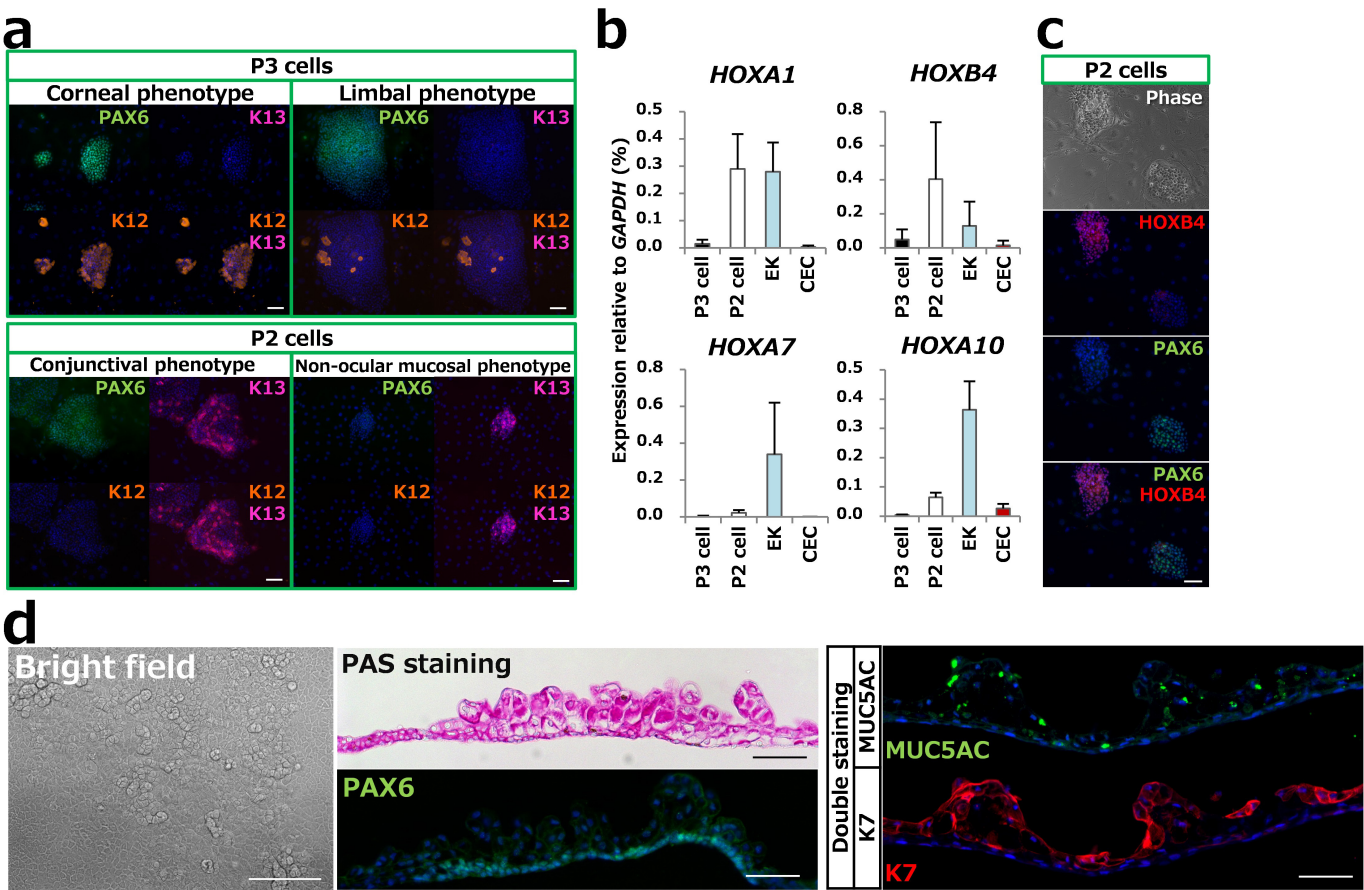 a
P3 cells
Corneal phenotype
Limbal phenotype
PAX6
K13
K12
K12
K13
PAX6
K13
K12
K12
K13
P2 cells
Conjunctival phenotype
Non-ocular mucosal phenotype
PAX6
K13
K12
K12
K13
PAX6
K13
K12
K12
K13
b
Expression relative to GAPDH (%)
HOXA1
0.5
0.4
0.3
0.2
0.1
0.0
P3 cell
P2 cell
EK
CEC
HOXB4
0.8
0.6
0.4
0.2
0.0
P3 cell
P2 cell
EK
CEC
HOXA7
0.8
0.6
0.4
0.2
0.0
P3 cell
P2 cell
EK
CEC
HOXA10
0.5
0.4
0.3
0.2
0.1
0.0
P3 cell
P2 cell
EK
CEC
c
P2 cells
Phase
HOXB4
PAX6
PAX6
HOXB4
d
Bright field
PAS staining
PAX6
Double staining
MUC5AC
K7
MUC5AC
K7